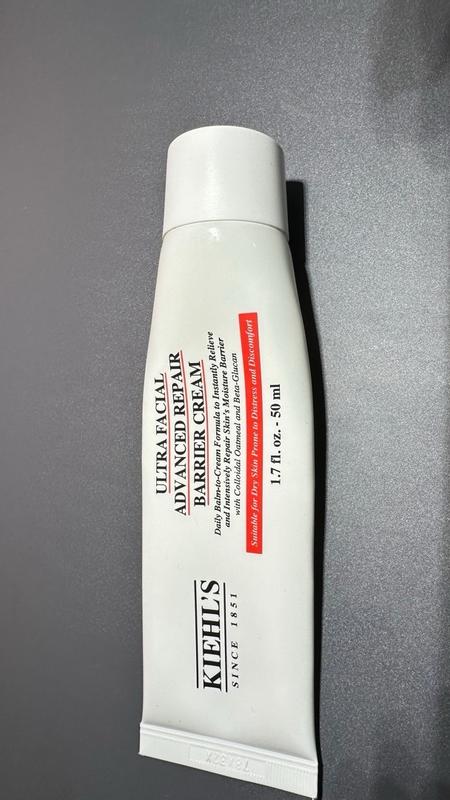 KIEHL'S
SINCE 1851
ULTRA FACIAL
ADVANCED REPAIR
BARRIER CREAM
Daily Balm-to-Cream Formula to Instantly Relieve
and Intensively Repair Skin's Moisture Barrier
with Colloidal Oatmeal and Beta-Glucan
Suitable for Dry Skin Prone to Distress and Discomfort
1.7 fl. oz. - 50 ml